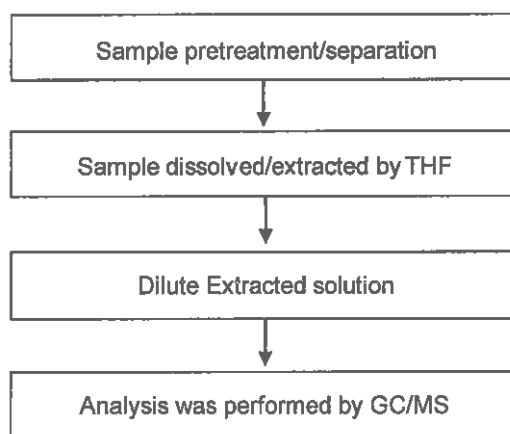 Sample pretreatment/separation
Sample dissolved/extracted by THF
Dilute Extracted solution
Analysis was performed by GC/MS